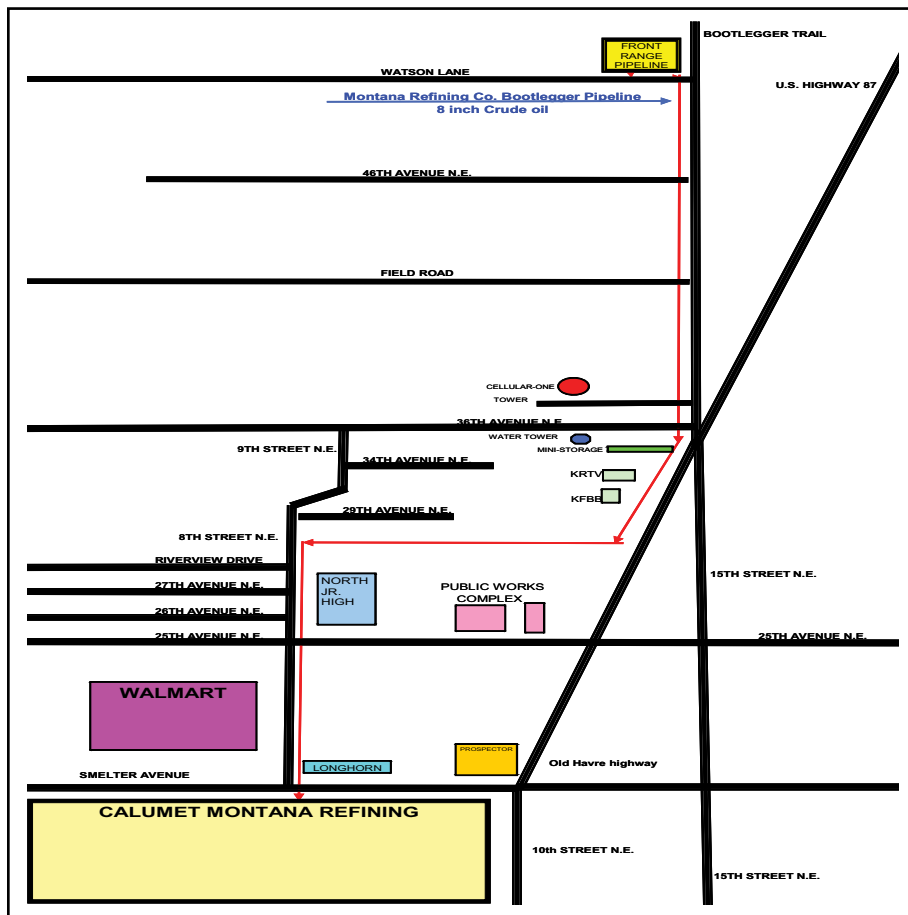 BOOTLEGGER TRAIL
FRONT
RANGE
PIPELINE
WATSON LANE
U.S. HIGHWAY 87
Montana Refining Co. Bootlegger Pipeline
8 inch Crude oil
46TH AVENUE N.E.
FIELD ROAD
CELLULAR-ONE
TOWER
36TH AVENUE N.E
WATER TOWER
9TH STREET N.E.
MINI-STORAGE
34TH AVENUE N.E.
KRTV
KFBB
29TH AVENUE N.E.
8TH STREET N.E.
RIVERVIEW DRIVE
15TH STREET N.E.
27TH AVENUE N.E.
NORTH
JR.
HIGH
PUBLIC WORKS
COMPLEX
26TH AVENUE N.E.
25TH AVENUE N.E.
25TH AVENUE N.E.
WALMART
PROSPECTOR
Old Havre highway
LONGHORN
SMELTER AVENUE
CALUMET MONTANA REFINING
10th STREET N.E.
15TH STREET N.E.